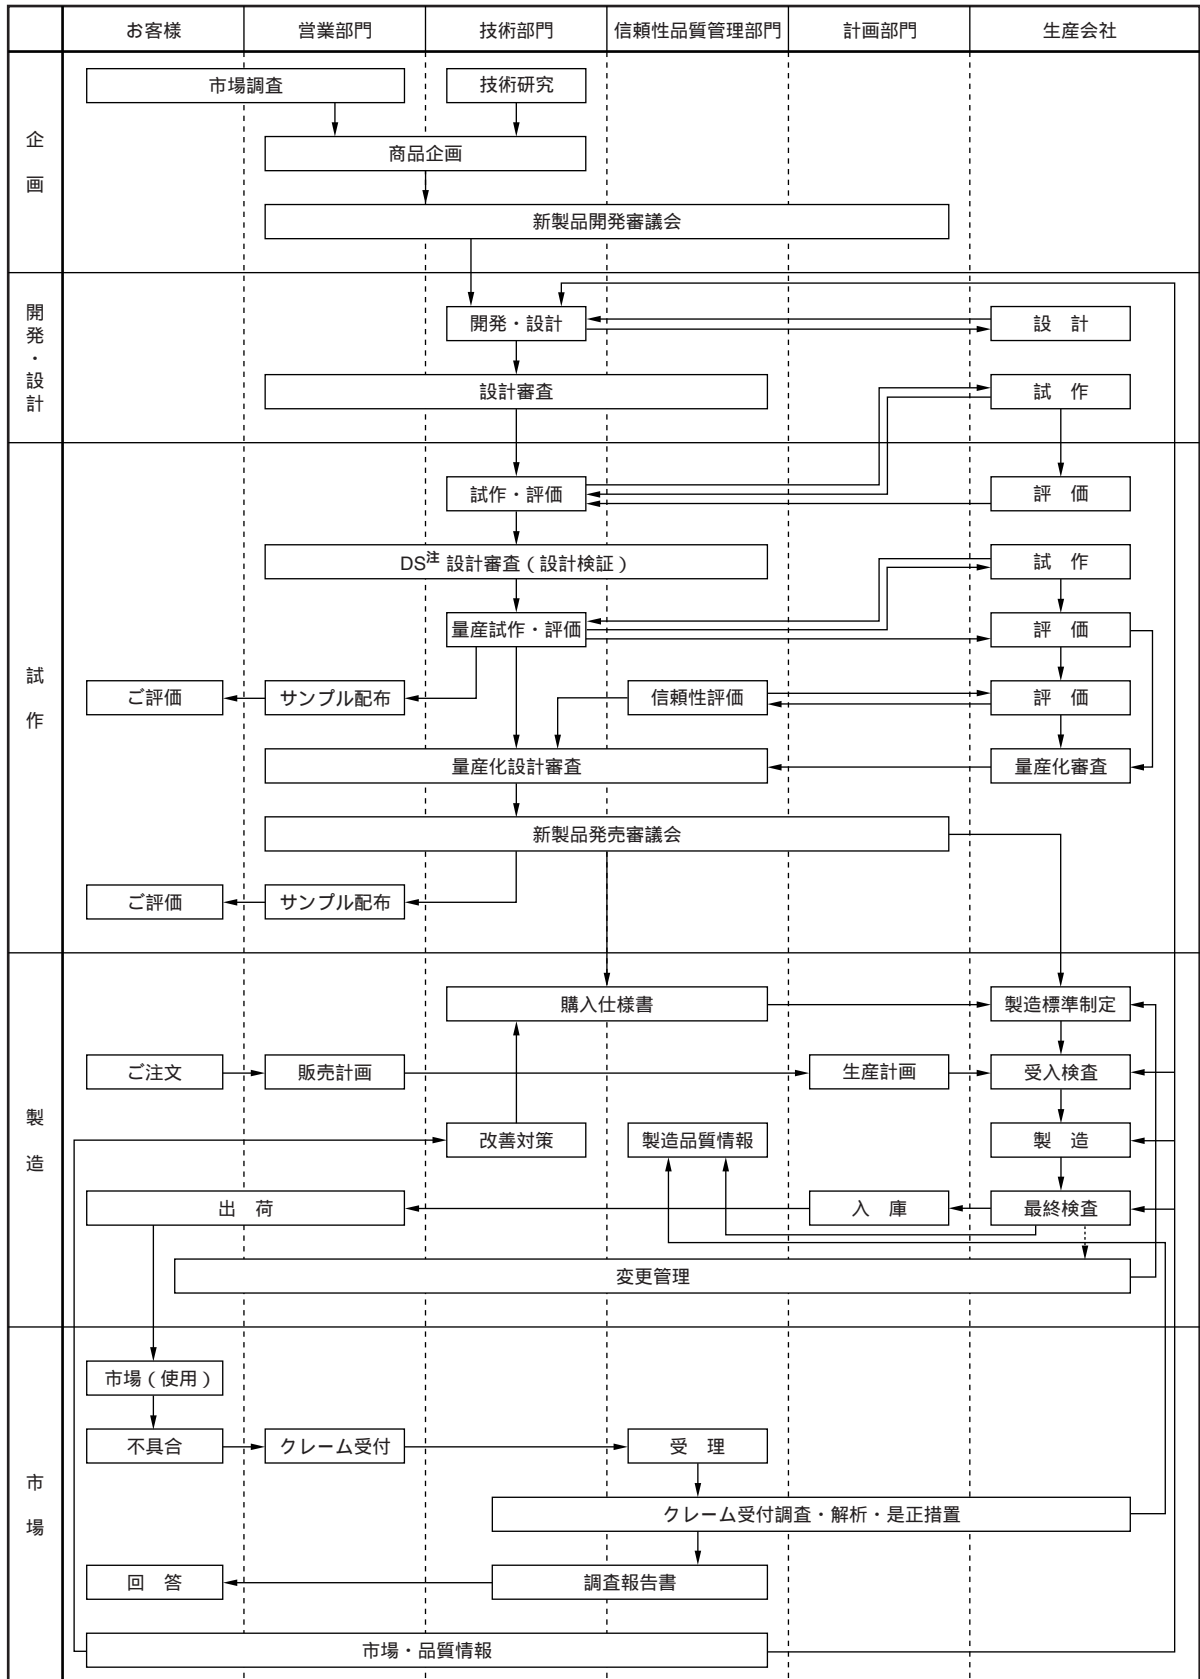 お客様 営業部門 技術部門 信頼性品質管理部門 計画部門 生産会社
企画
市場調査 技術研究
商品企画
新製品開発審議会
開発・設計
開発・設計 設 計
設計審査 試 作
試作
試作・評価 評 価
DS注 設計審査（設計検証） 試 作
量産試作・評価 評 価
ご評価 サンプル配布 信頼性評価 評 価
量産化設計審査 量産化審査
新製品発売審議会
ご評価 サンプル配布
製造
購入仕様書 製造標準制定
ご注文 販売計画 生産計画 受入検査
改善対策 製造品質情報 製 造
出 荷 入 庫 最終検査
変更管理
市場
市場（使用）
不具合 クレーム受付 受 理
クレーム受付調査・解析・是正措置
回 答 調査報告書
市場・品質情報